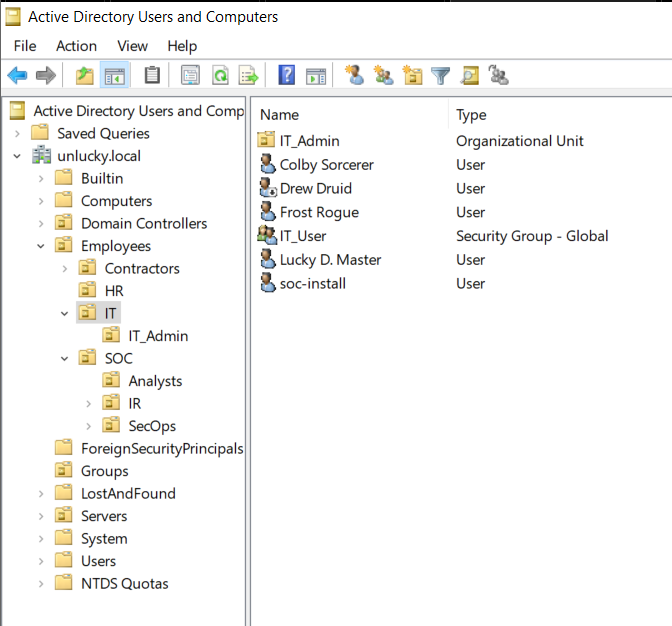 Active Directory Users and Computers
File Action View Help
Active Directory Users and Comp
Saved Queries
unlucky.local
Builtin
Computers
Domain Controllers
Employees
Contractors
HR
IT
IT_Admin
SOC
Analysts
IR
SecOps
ForeignSecurityPrincipals
Groups
LostAndFound
Servers
System
Users
NTDS Quotas
Name Type
IT_Admin Organizational Unit
Colby Sorcerer User
Drew Druid User
Frost Rogue User
IT_User Security Group - Global
Lucky D. Master User
soc-install User